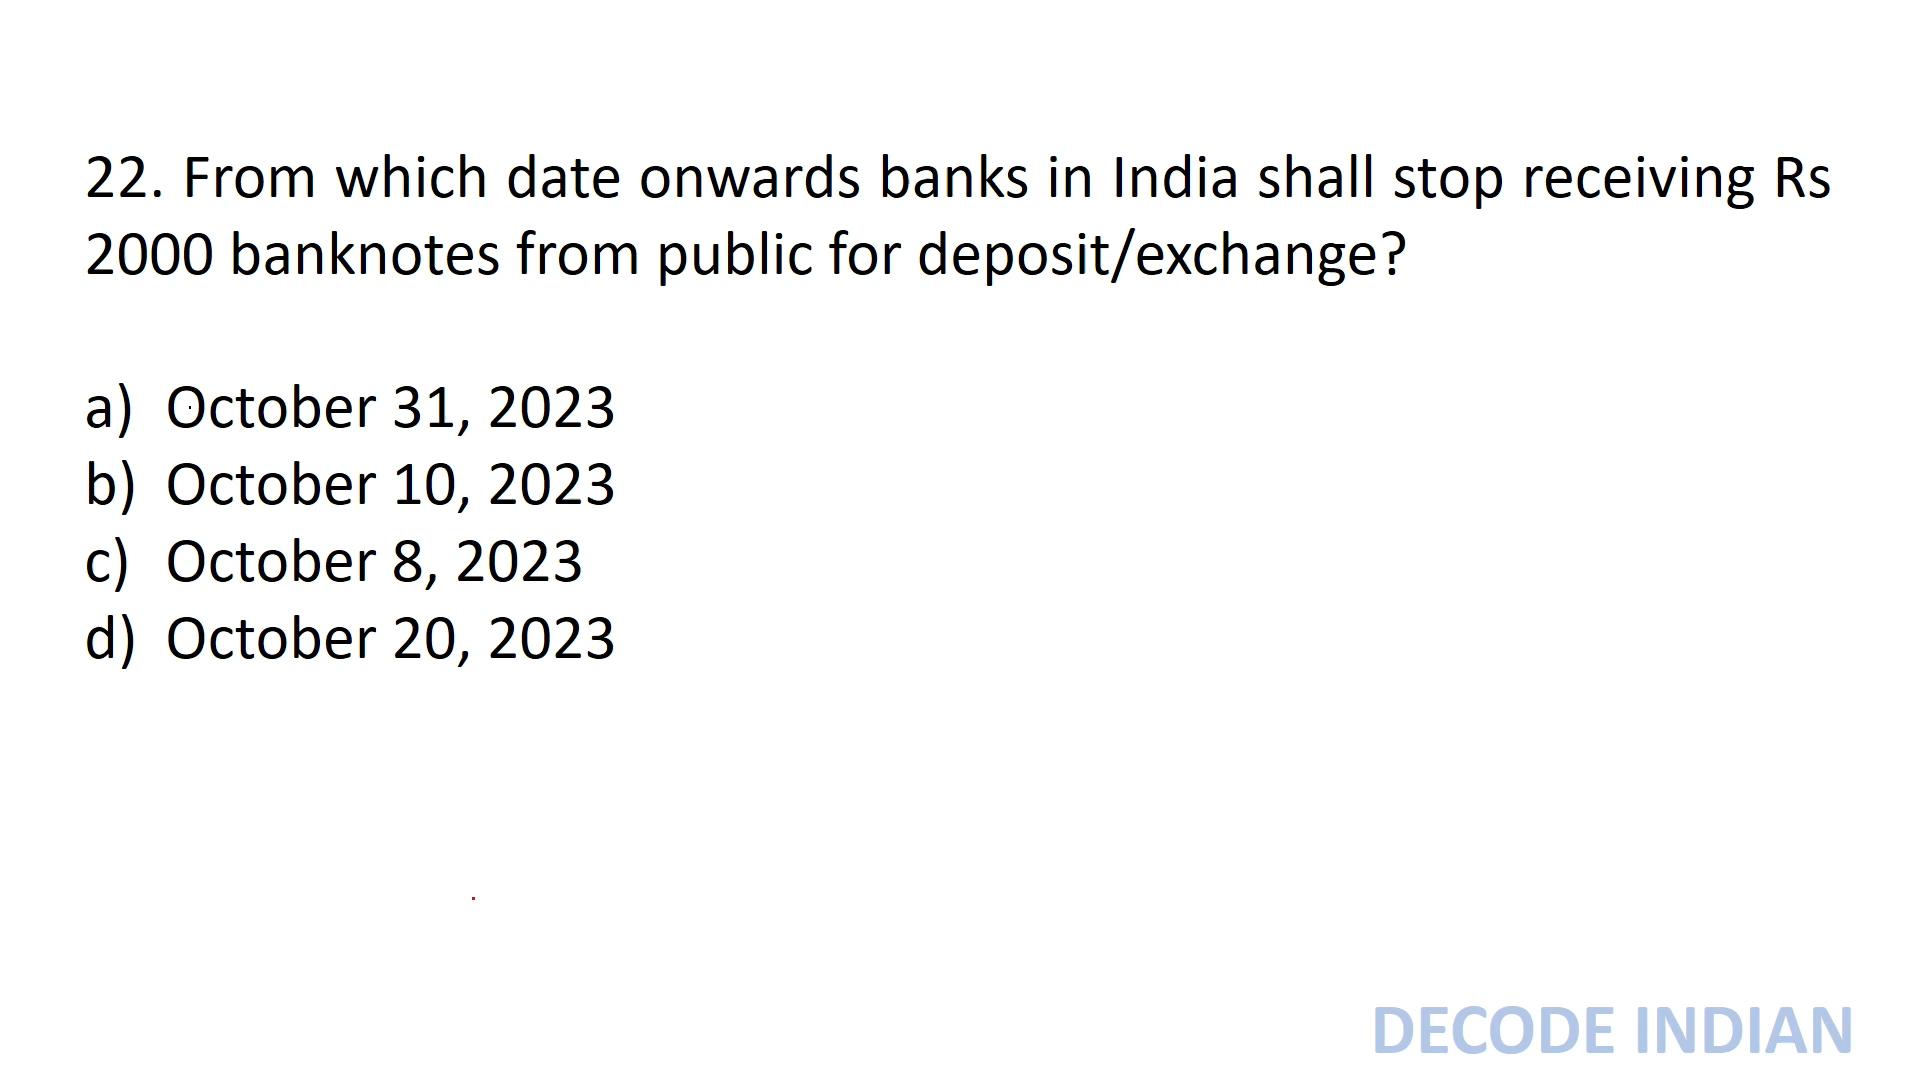 22. From which date onwards banks in India shall stop receiving Rs
2000 banknotes from public for deposit/exchange?
a) October 31, 2023
b) October 10, 2023
c) October 8, 2023
d) October 20, 2023
DECODE INDIAN